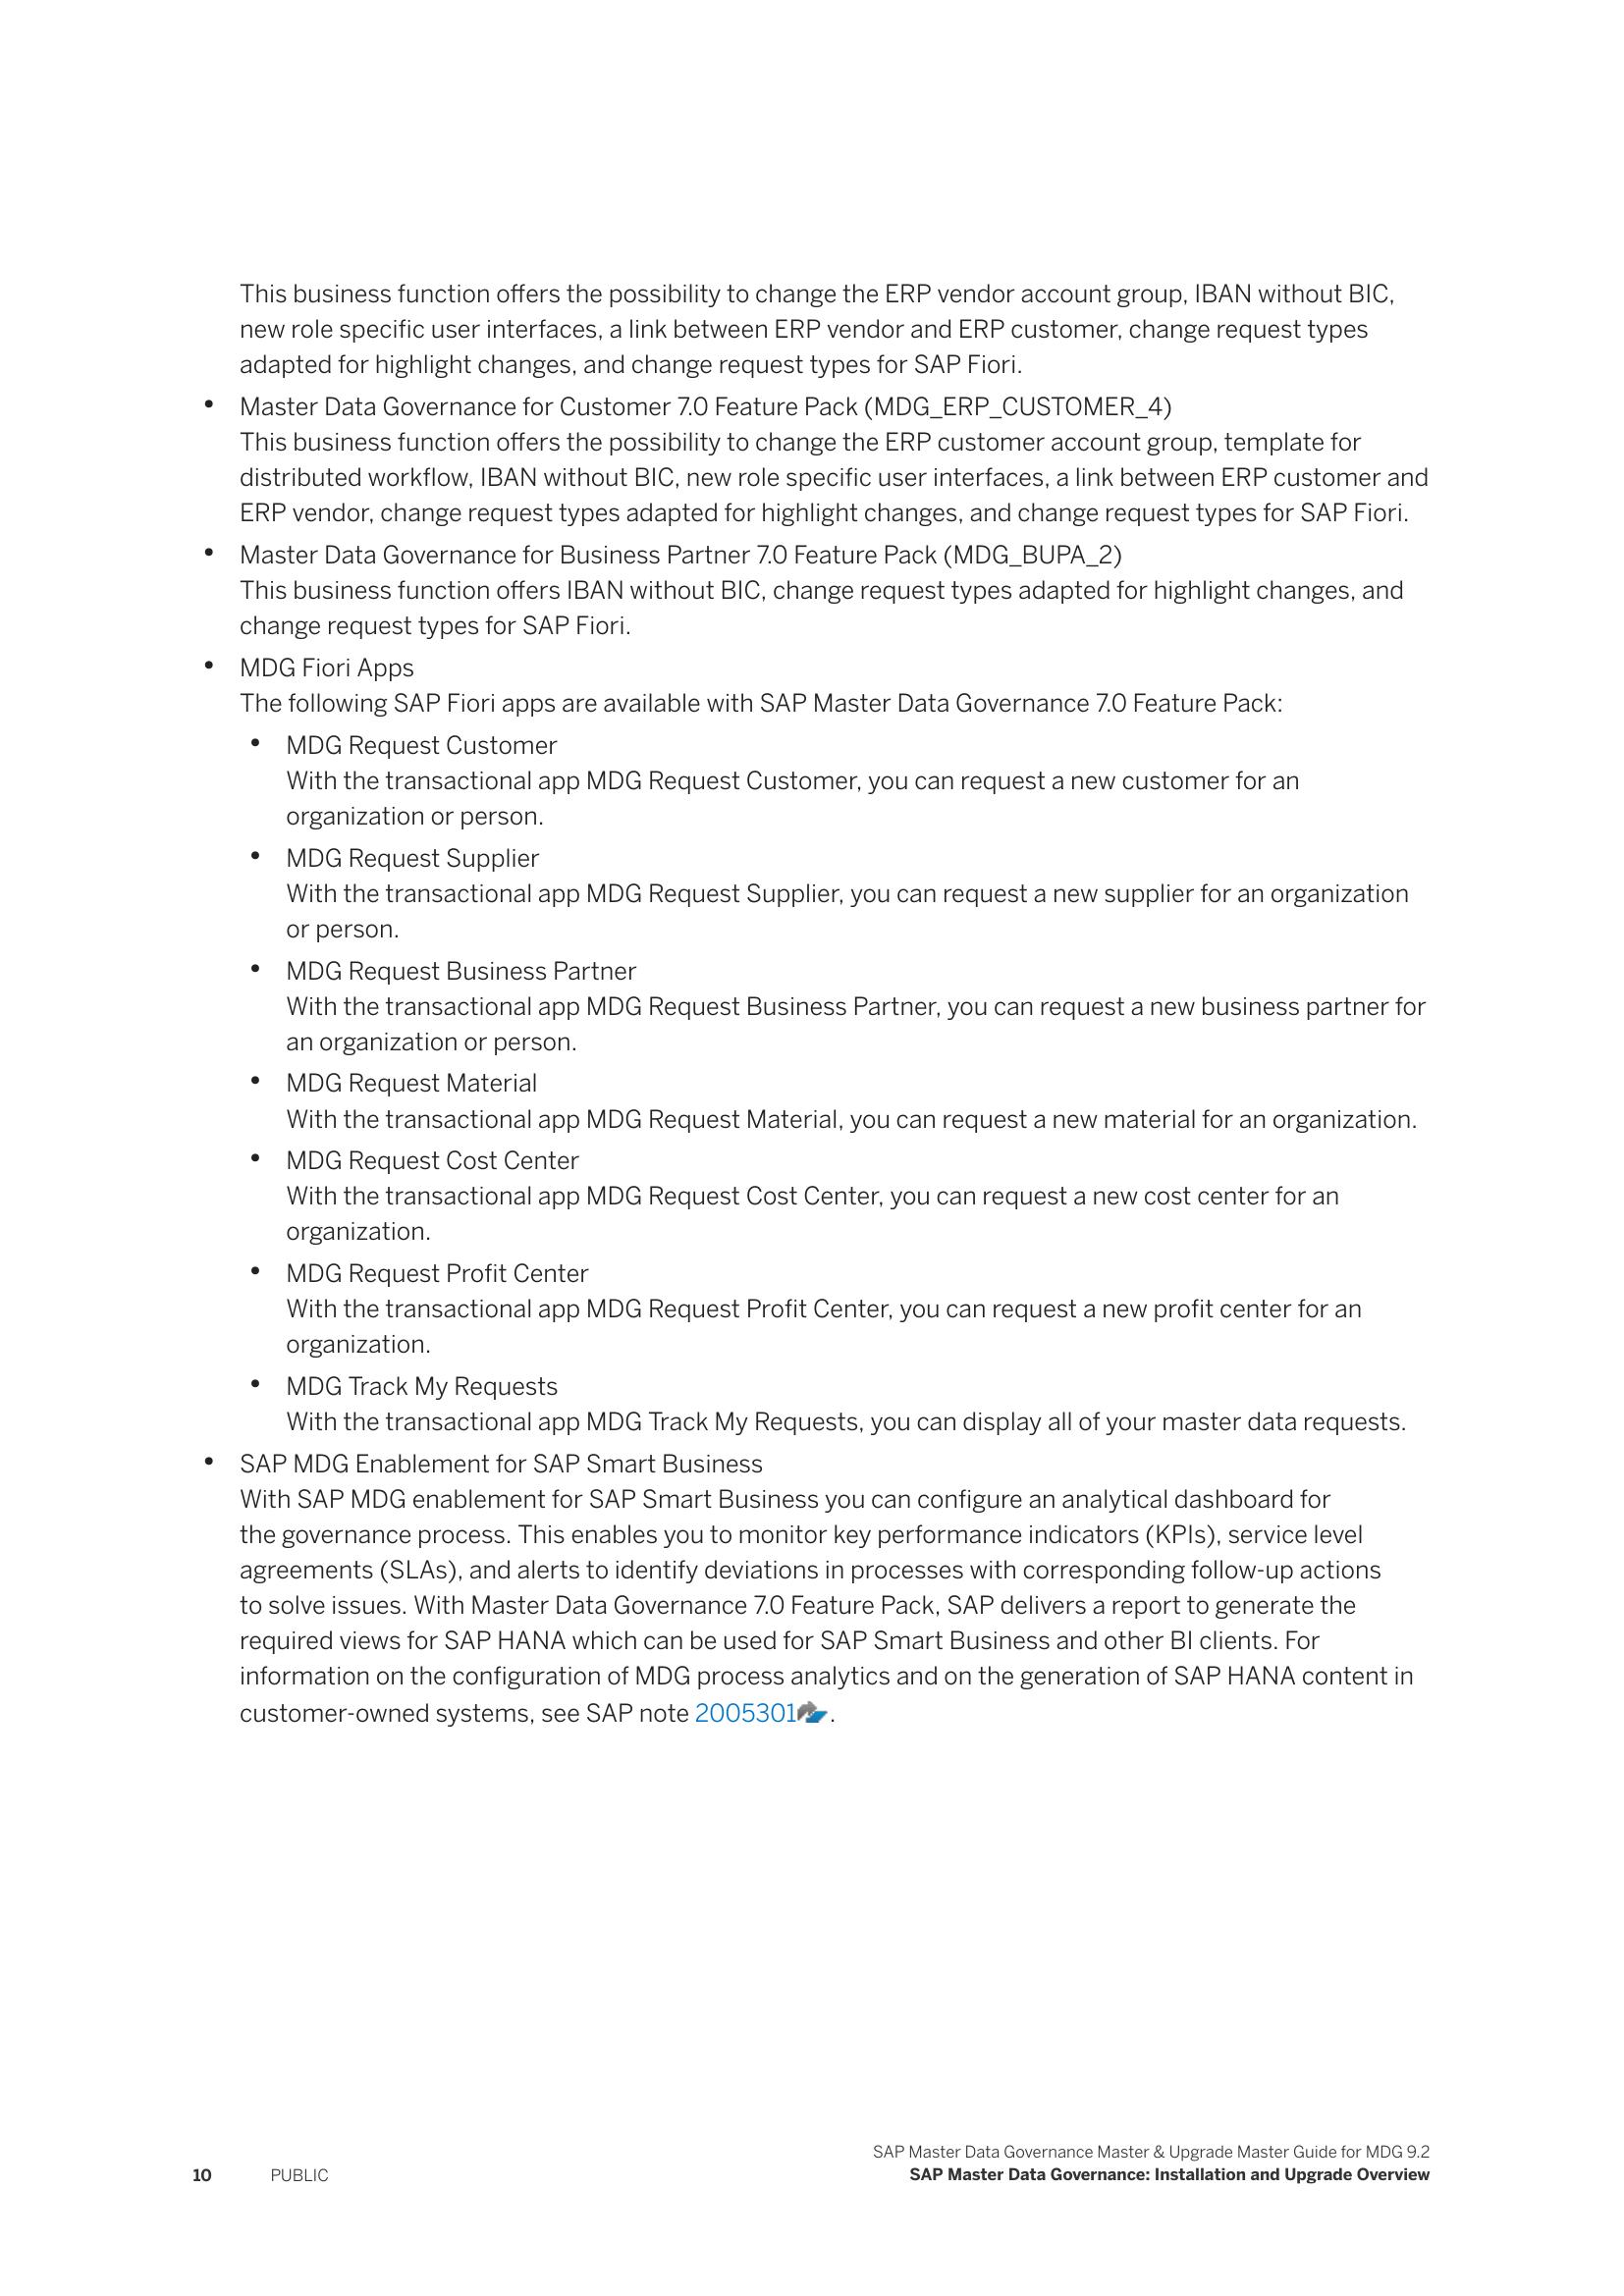 This business function offers the possibility to change the ERP vendor account group, IBAN without BIC,
new role specific user interfaces, a link between ERP vendor and ERP customer, change request types
adapted for highlight changes, and change request types for SAP Fiori.
• Master Data Governance for Customer 7.0 Feature Pack (MDG_ERP_CUSTOMER_4)
This business function offers the possibility to change the ERP customer account group, template for
distributed workflow, IBAN without BIC, new role specific user interfaces, a link between ERP customer and
ERP vendor, change request types adapted for highlight changes, and change request types for SAP Fiori.
• Master Data Governance for Business Partner 7.0 Feature Pack (MDG_BUPA_2)
This business function offers IBAN without BIC, change request types adapted for highlight changes, and
change request types for SAP Fiori.
• MDG Fiori Apps
The following SAP Fiori apps are available with SAP Master Data Governance 7.0 Feature Pack:
• MDG Request Customer
With the transactional app MDG Request Customer, you can request a new customer for an
organization or person.
• MDG Request Supplier
With the transactional app MDG Request Supplier, you can request a new supplier for an organization
or person.
• MDG Request Business Partner
With the transactional app MDG Request Business Partner, you can request a new business partner for
an organization or person.
• MDG Request Material
With the transactional app MDG Request Material, you can request a new material for an organization.
• MDG Request Cost Center
With the transactional app MDG Request Cost Center, you can request a new cost center for an
organization.
• MDG Request Profit Center
With the transactional app MDG Request Profit Center, you can request a new profit center for an
organization.
• MDG Track My Requests
With the transactional app MDG Track My Requests, you can display all of your master data requests.
• SAP MDG Enablement for SAP Smart Business
With SAP MDG enablement for SAP Smart Business you can configure an analytical dashboard for
the governance process. This enables you to monitor key performance indicators (KPIs), service level
agreements (SLAs), and alerts to identify deviations in processes with corresponding follow-up actions
to solve issues. With Master Data Governance 7.0 Feature Pack, SAP delivers a report to generate the
required views for SAP HANA which can be used for SAP Smart Business and other BI clients. For
information on the configuration of MDG process analytics and on the generation of SAP HANA content in
customer-owned systems, see SAP note 2005301.
SAP Master Data Governance Master & Upgrade Master Guide for MDG 9.2
10 PUBLIC SAP Master Data Governance: Installation and Upgrade Overview